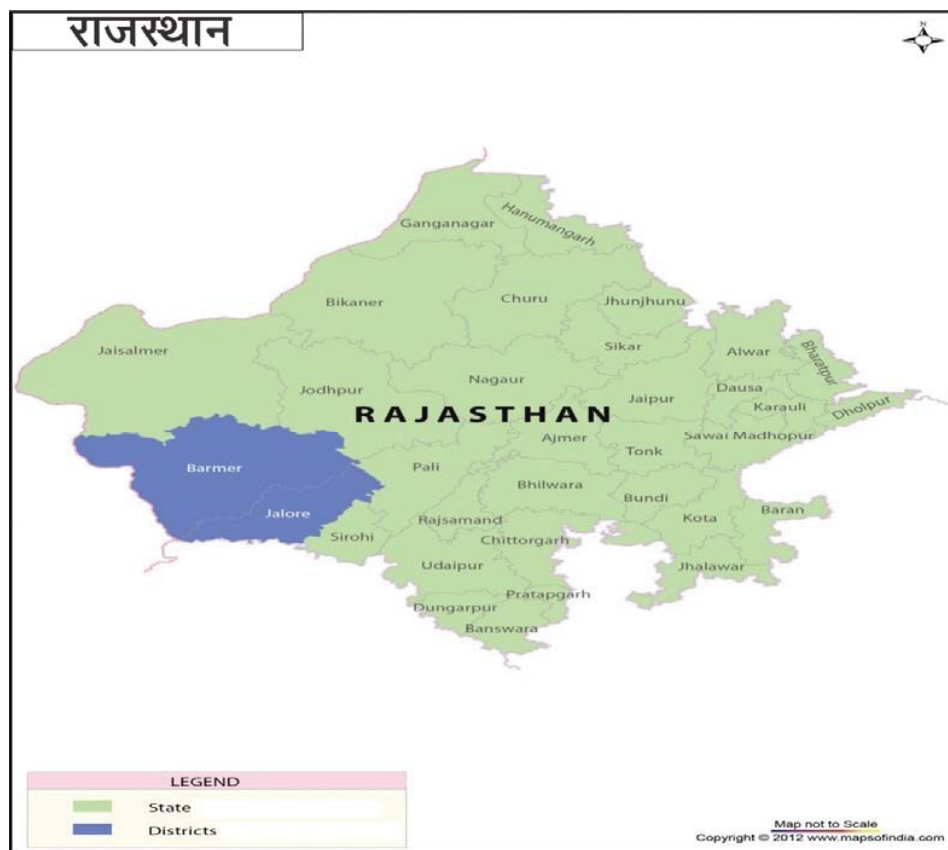 राजस्थान
N
Ganganagar
Hanumangarh
Bikaner
Churu
Jhunjhunu
Jaisalmer
Sikar
Alwar
Bharatpur
Jodhpur
Nagaur
Jaipur
Dausa
Karauli
Dholpur
RAJASTHAN
Ajmer
Tonk
Sawai Madhopur
Barmer
Pali
Bhilwara
Bundi
Jalore
Rajsamand
Kota
Baran
Sirohi
Chittorgarh
Udaipur
Jhalawar
Pratapgarh
Dungarpur
Banswara
LEGEND
State
Districts
Map not to Scale
Copyright © 2012 www.mapsofindia.com